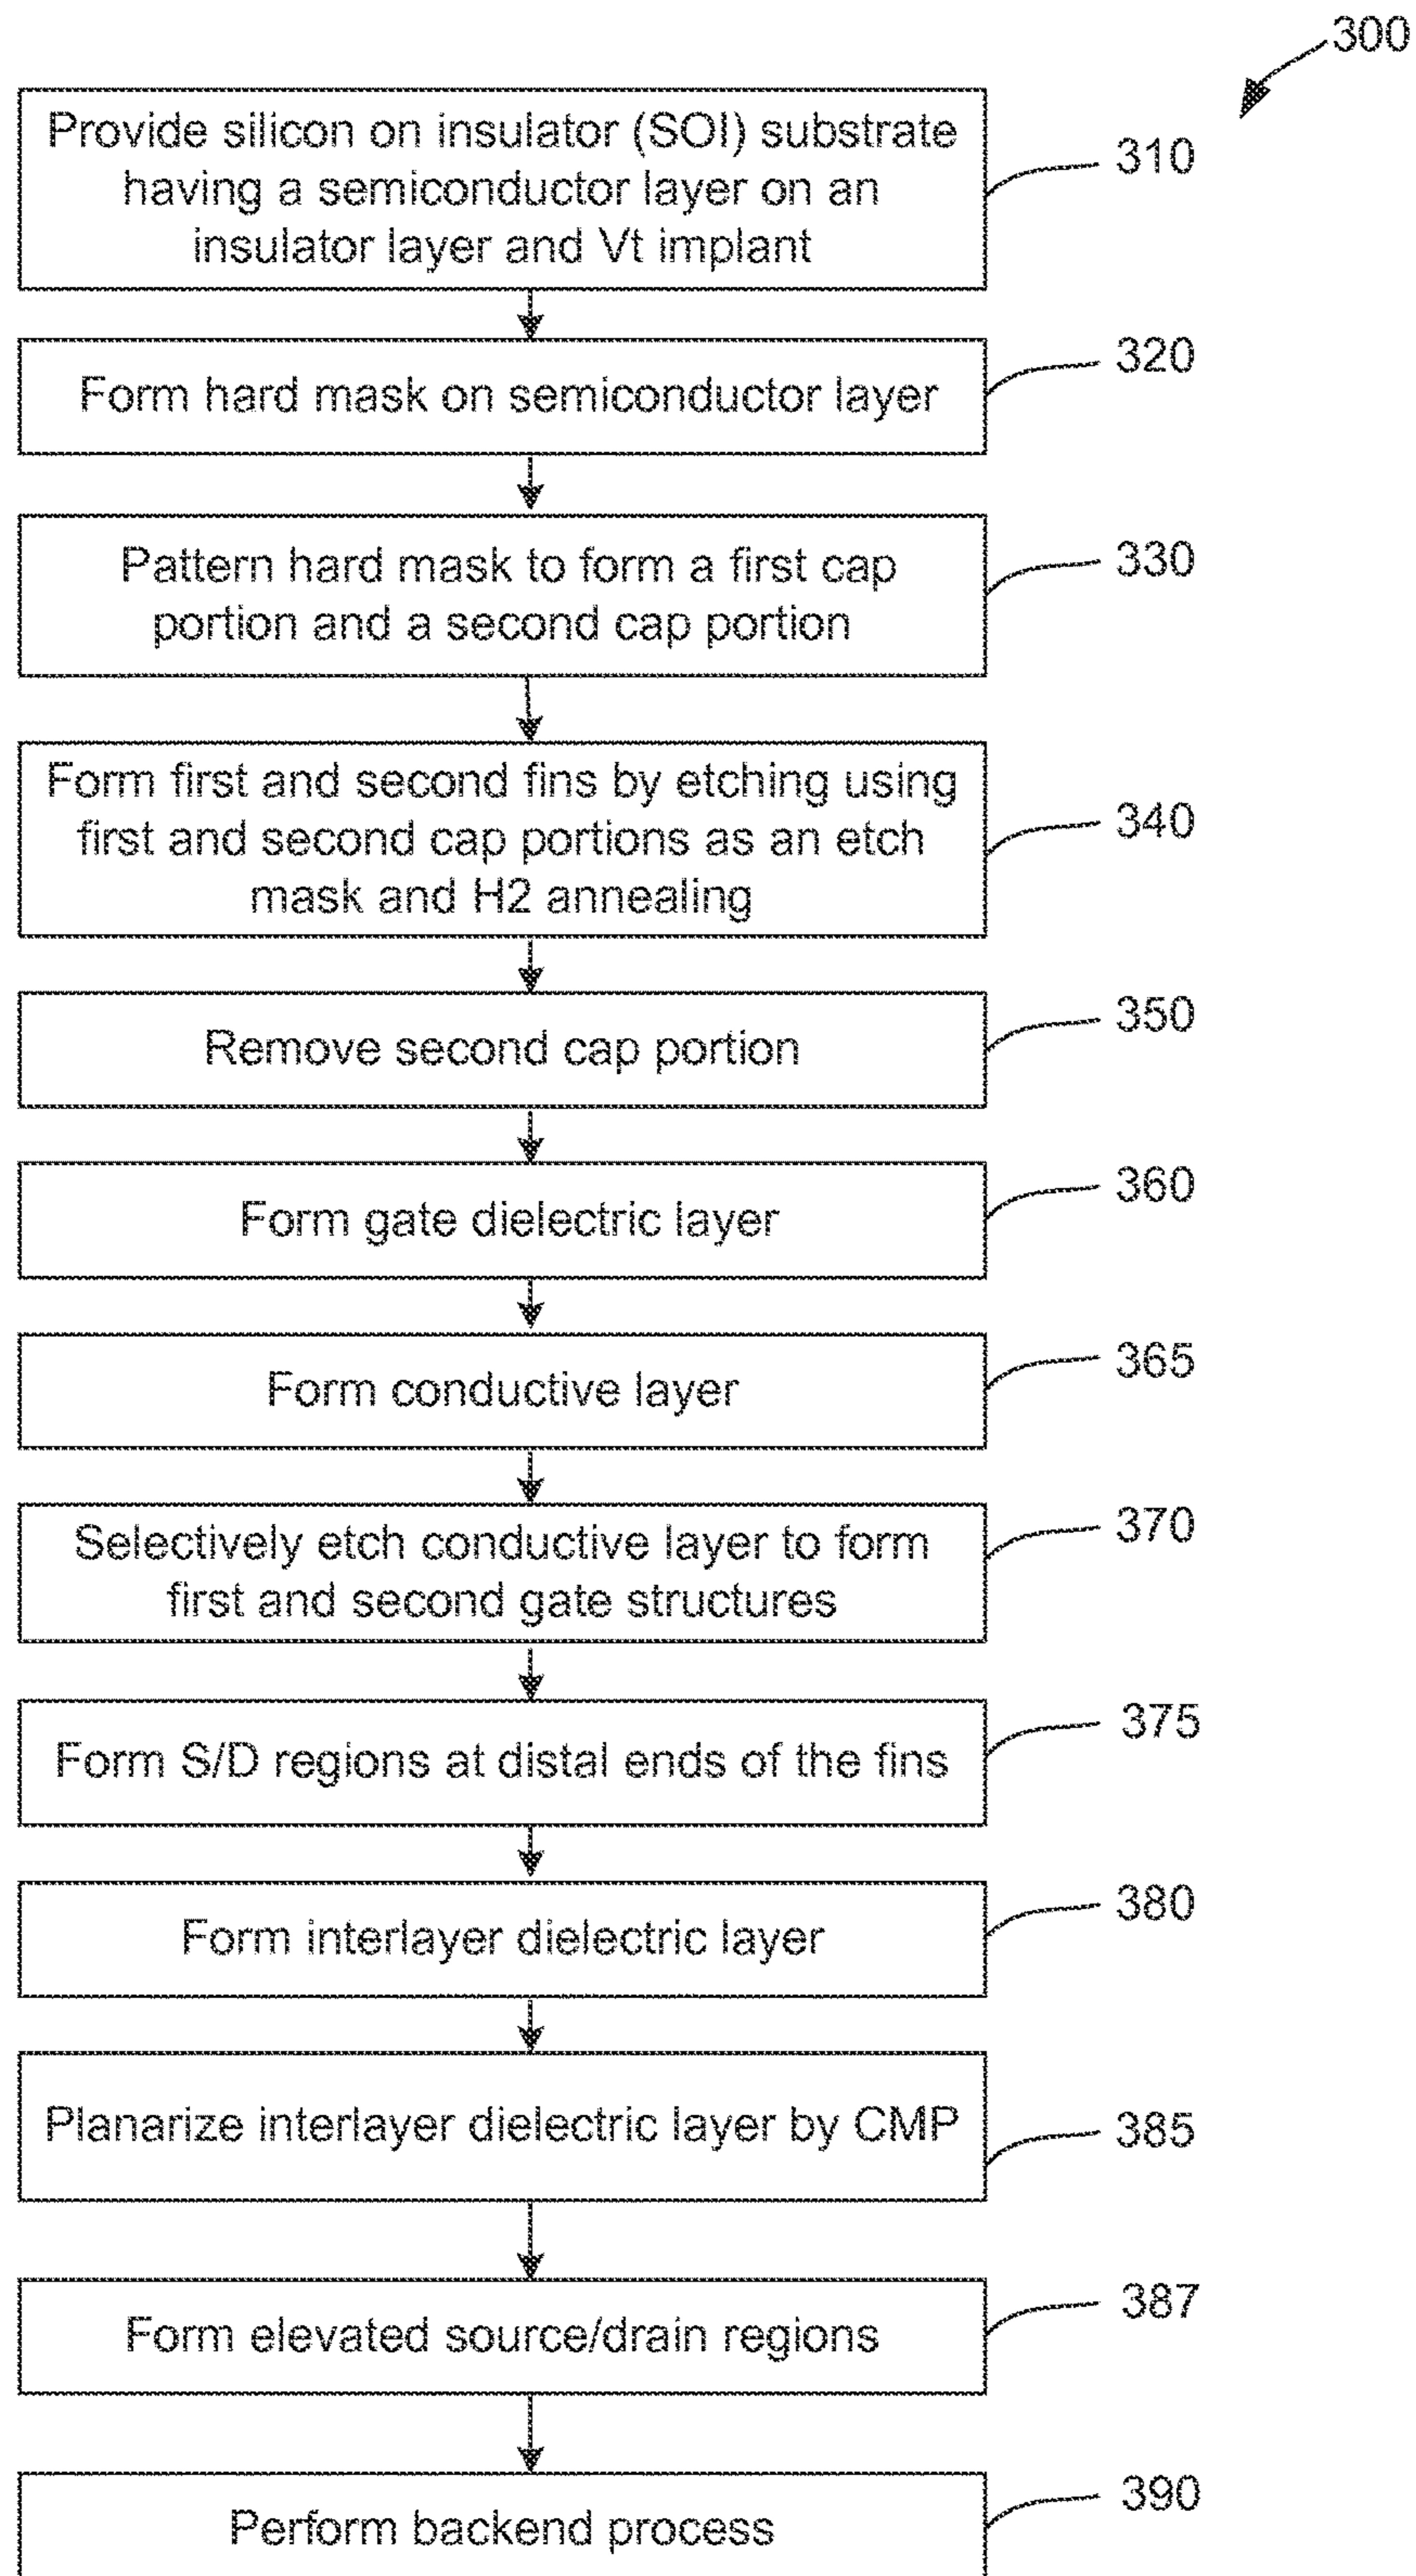 300
Provide silicon on insulator (SOI) substrate
having a semiconductor layer on an
insulator layer and Vt implant
310
Form hard mask on semiconductor layer
320
Pattern hard mask to form a first cap
portion and a second cap portion
330
Form first and second fins by etching using
first and second cap portions as an etch
mask and H2 annealing
340
Remove second cap portion
350
Form gate dielectric layer
360
Form conductive layer
365
Selectively etch conductive layer to form
first and second gate structures
370
Form S/D regions at distal ends of the fins
375
Form interlayer dielectric layer
380
Planarize interlayer dielectric layer by CMP
385
Form elevated source/drain regions
387
Perform backend process
390